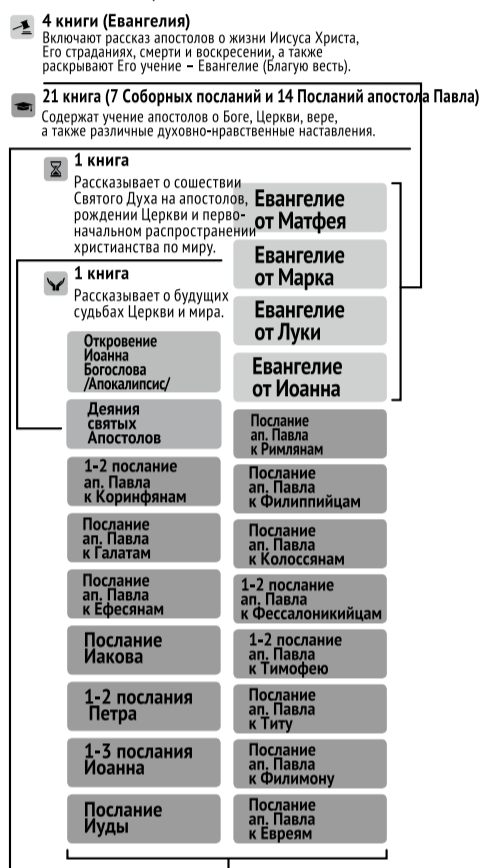 4 книги (Евангелия)
Включают рассказ апостолов о жизни Иисуса Христа,
Его страданиях, смерти и воскресении, а также
раскрывают Его учение – Евангелие (Благую весть).
21 книга (7 Соборных посланий и 14 Посланий апостола Павла)
Содержат учение апостолов о Боге, Церкви, вере,
а также различные духовно-нравственные наставления.
1 книга
Рассказывает о сошествии
Святого Духа на апостолов,
рождении Церкви и перво-
начальном распространении
христианства по миру.
1 книга
Рассказывает о будущих
судьбах Церкви и мира.
Откровение
Иоанна
Богослова
/Апокалипсис/
Деяния
святых
Апостолов
1-2 послание
ап. Павла
к Коринфянам
Послание
ап. Павла
к Галатам
Послание
ап. Павла
к Ефесянам
Послание
Иакова
1-2 послания
Петра
1-3 послания
Иоанна
Послание
Иуды
Евангелие
от Матфея
Евангелие
от Марка
Евангелие
от Луки
Евангелие
от Иоанна
Послание
ап. Павла
к Римлянам
Послание
ап. Павла
к Филиппийцам
Послание
ап. Павла
к Колоссянам
1-2 послание
ап. Павла
к Фессалоникийцам
1-2 послание
ап. Павла
к Тимофею
Послание
ап. Павла
к Титу
Послание
ап. Павла
к Филимону
Послание
ап. Павла
к Евреям